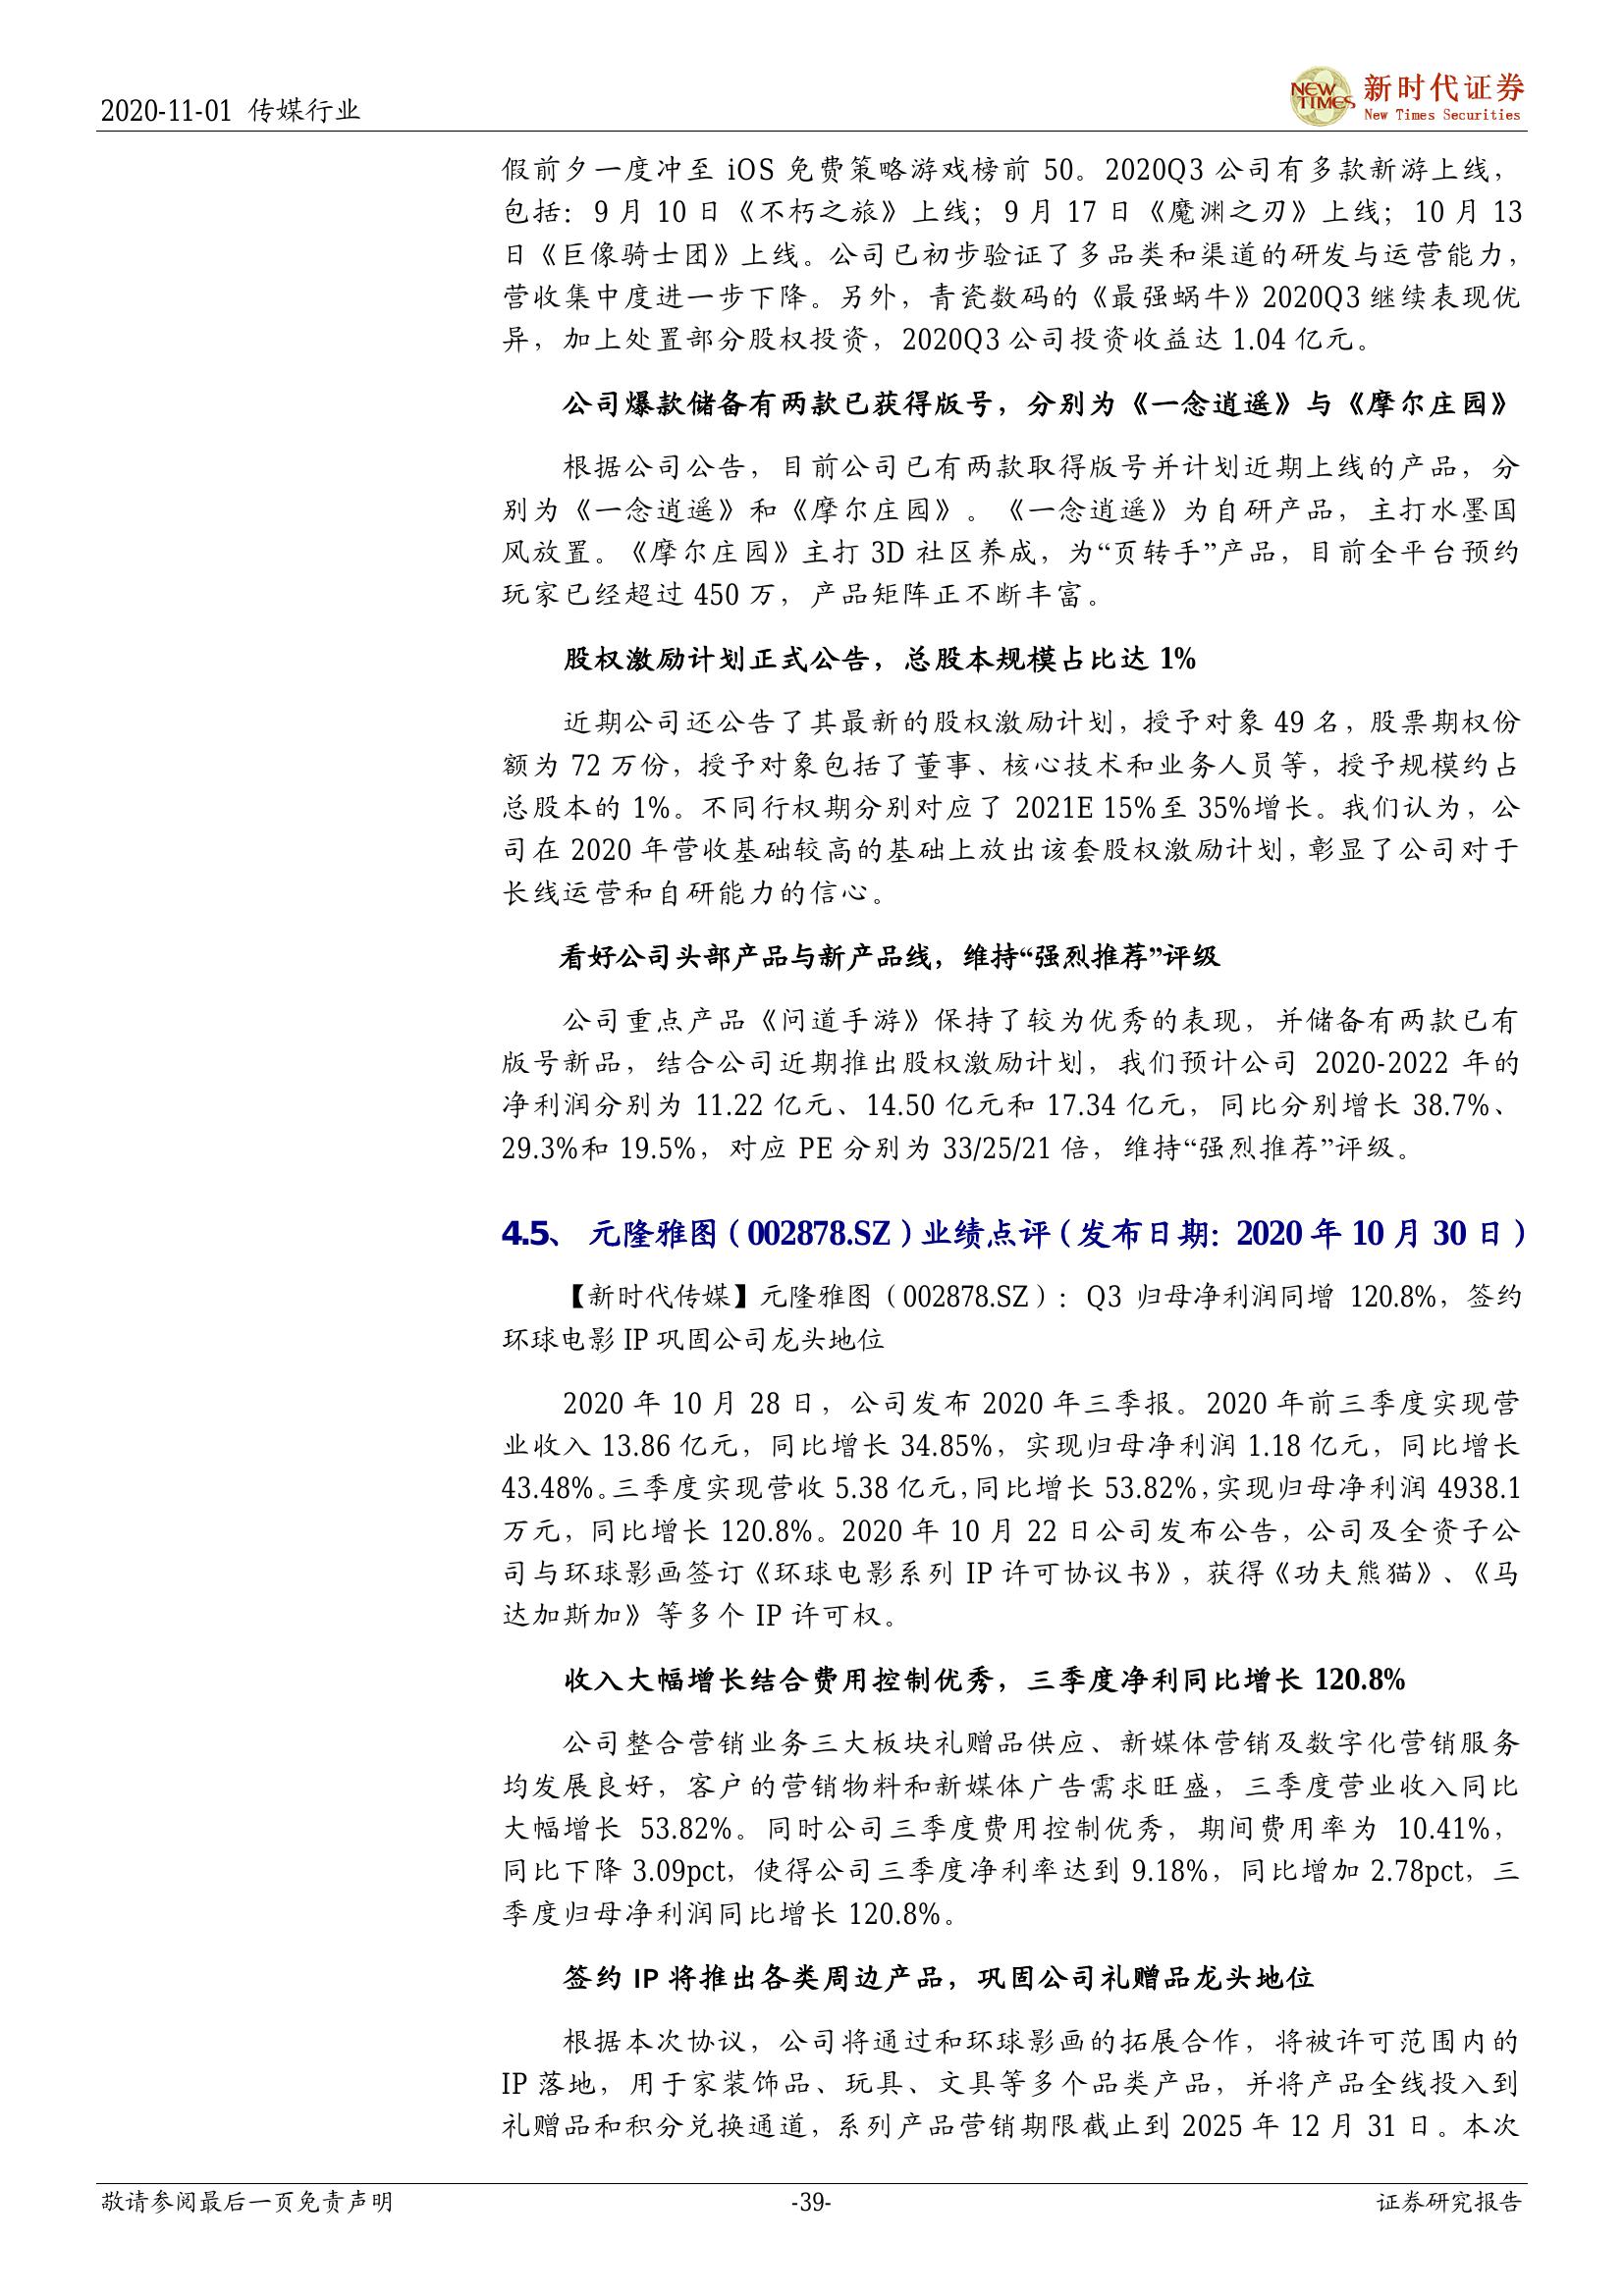 2020-11-01 传媒行业
NEW TIMES
新时代证券
New Times Securities
假前夕一度冲至 iOS 免费策略游戏榜前 50。2020Q3 公司有多款新游上线，
包括：9 月 10 日《不朽之旅》上线；9 月 17 日《魔渊之刃》上线；10 月 13
日《巨像骑士团》上线。公司已初步验证了多品类和渠道的研发与运营能力，
营收集中度进一步下降。另外，青瓷数码的《最强蜗牛》2020Q3 继续表现优
异，加上处置部分股权投资，2020Q3 公司投资收益达 1.04 亿元。
公司爆款储备有两款已获得版号，分别为《一念逍遥》与《摩尔庄园》
根据公司公告，目前公司已有两款取得版号并计划近期上线的产品，分
别为《一念逍遥》和《摩尔庄园》。《一念逍遥》为自研产品，主打水墨国
风放置。《摩尔庄园》主打 3D 社区养成，为“页转手”产品，目前全平台预约
玩家已经超过 450 万，产品矩阵正不断丰富。
股权激励计划正式公告，总股本规模占比达 1%
近期公司还公告了其最新的股权激励计划，授予对象 49 名，股票期权份
额为 72 万份，授予对象包括了董事、核心技术和业务人员等，授予规模约占
总股本的 1%。不同行权期分别对应了 2021E 15%至 35%增长。我们认为，公
司在 2020 年营收基础较高的基础上放出该套股权激励计划，彰显了公司对于
长线运营和自研能力的信心。
看好公司头部产品与新产品线，维持“强烈推荐”评级
公司重点产品《问道手游》保持了较为优秀的表现，并储备有两款已有
版号新品，结合公司近期推出股权激励计划，我们预计公司 2020-2022 年的
净利润分别为 11.22 亿元、14.50 亿元和 17.34 亿元，同比分别增长 38.7%、
29.3%和 19.5%，对应 PE 分别为 33/25/21 倍，维持“强烈推荐”评级。
4.5、 元隆雅图（002878.SZ）业绩点评（发布日期：2020 年 10 月 30 日）
【新时代传媒】元隆雅图（002878.SZ）：Q3 归母净利润同增 120.8%，签约
环球电影 IP 巩固公司龙头地位
2020 年 10 月 28 日，公司发布 2020 年三季报。2020 年前三季度实现营
业收入 13.86 亿元，同比增长 34.85%，实现归母净利润 1.18 亿元，同比增长
43.48%。三季度实现营收 5.38 亿元，同比增长 53.82%，实现归母净利润 4938.1
万元，同比增长 120.8%。2020 年 10 月 22 日公司发布公告，公司及全资子公
司与环球影画签订《环球电影系列 IP 许可协议书》，获得《功夫熊猫》、《马
达加斯加》等多个 IP 许可权。
收入大幅增长结合费用控制优秀，三季度净利同比增长 120.8%
公司整合营销业务三大板块礼赠品供应、新媒体营销及数字化营销服务
均发展良好，客户的营销物料和新媒体广告需求旺盛，三季度营业收入同比
大幅增长 53.82%。同时公司三季度费用控制优秀，期间费用率为 10.41%，
同比下降 3.09pct，使得公司三季度净利率达到 9.18%，同比增加 2.78pct，三
季度归母净利润同比增长 120.8%。
签约 IP 将推出各类周边产品，巩固公司礼赠品龙头地位
根据本次协议，公司将通过和环球影画的拓展合作，将被许可范围内的
IP 落地，用于家装饰品、玩具、文具等多个品类产品，并将产品全线投入到
礼赠品和积分兑换通道，系列产品营销期限截止到 2025 年 12 月 31 日。本次
敬请参阅最后一页免责声明
-39-
证券研究报告